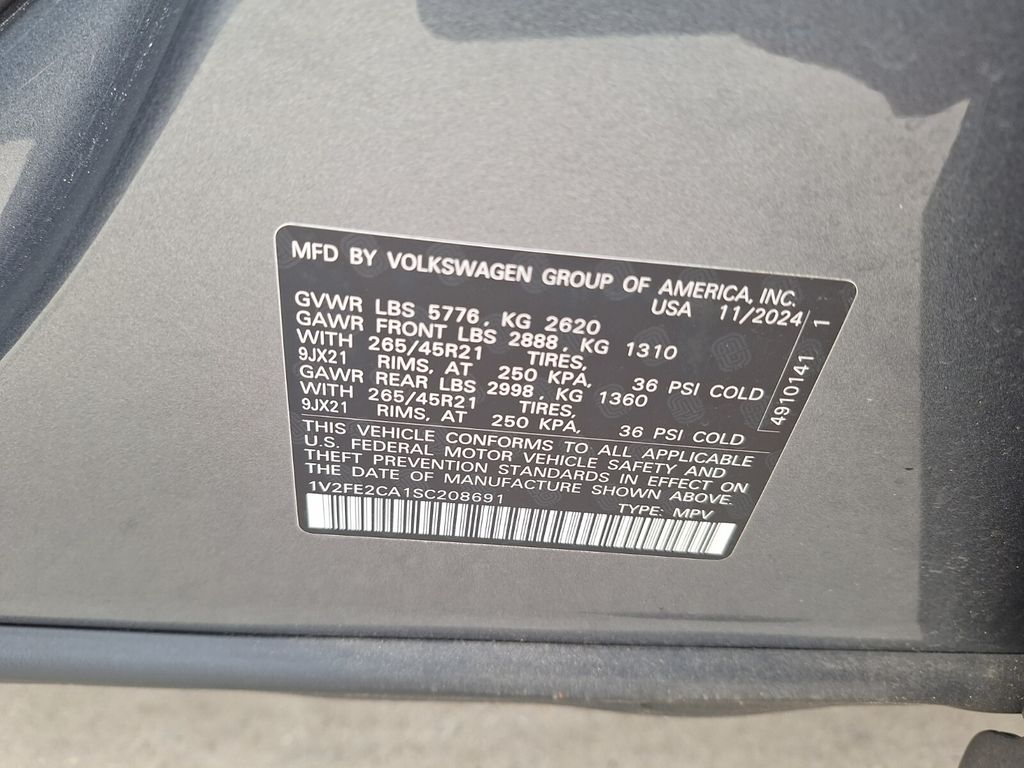 MFD BY VOLKSWAGEN GROUP OF AMERICA, INC.
USA 11/2024
GVWR LBS 5776, KG 2620
GAWR FRONT LBS 2888, KG 1310
WITH 265/45R21 TIRES,
9JX21 RIMS, AT 250 KPA, 36 PSI COLD
GAWR REAR LBS 2998, KG 1360
WITH 265/45R21 TIRES,
9JX21 RIMS, AT 250 KPA, 36 PSI COLD
4910141 1
THIS VEHICLE CONFORMS TO ALL APPLICABLE
U.S. FEDERAL MOTOR VEHICLE SAFETY AND
THEFT PREVENTION STANDARDS IN EFFECT ON
THE DATE OF MANUFACTURE SHOWN ABOVE.
1V2FE2CA1SC208691
TYPE: MPV